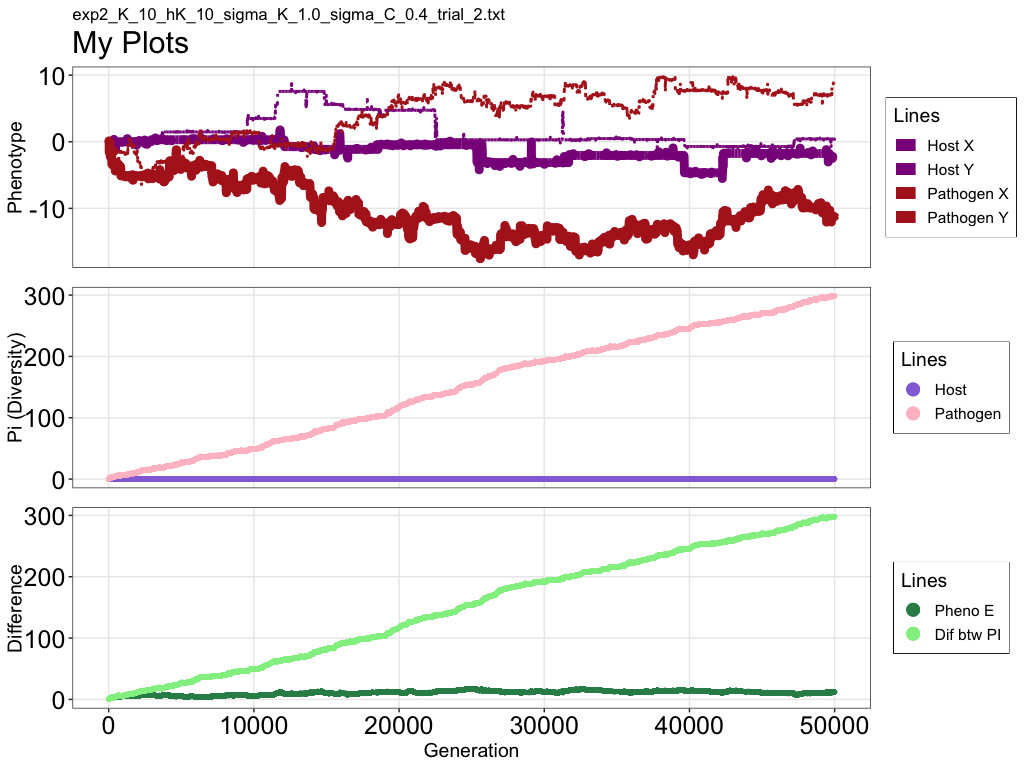 exp2_K_10_hK_10_sigma_K_1.0_sigma_C_0.4_trial_2.txt
My Plots
Phenotype
10
0
-10
Lines
Host X
Host Y
Pathogen X
Pathogen Y
Pi (Diversity)
300
200
100
0
Lines
Host
Pathogen
Difference
300
200
100
0
Lines
Pheno E
Dif btw PI
0 10000 20000 30000 40000 50000
Generation